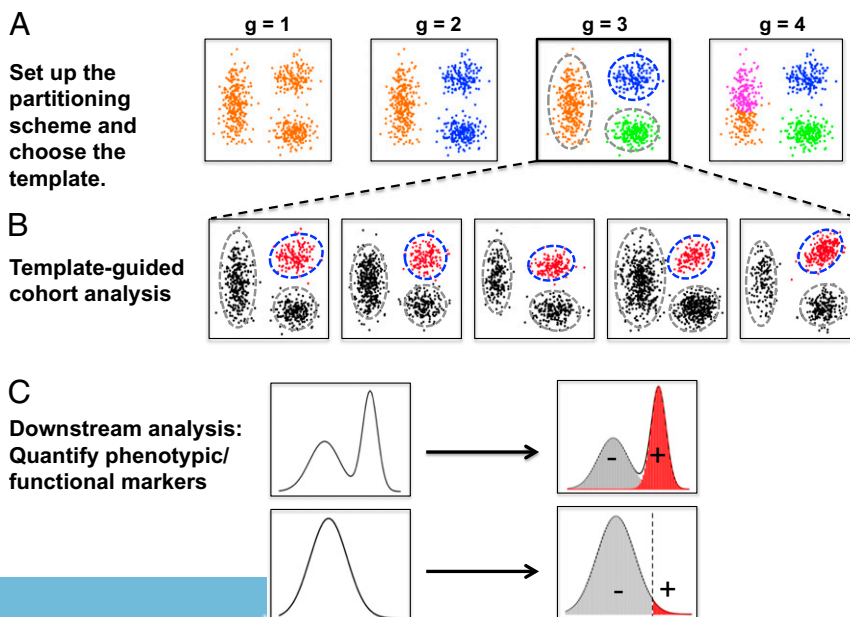 A
g = 1
g = 2
g = 3
g = 4
Set up the
partitioning
scheme and
choose the
template.
B
Template-guided
cohort analysis
C
Downstream analysis:
Quantify phenotypic/
functional markers
- +
- +